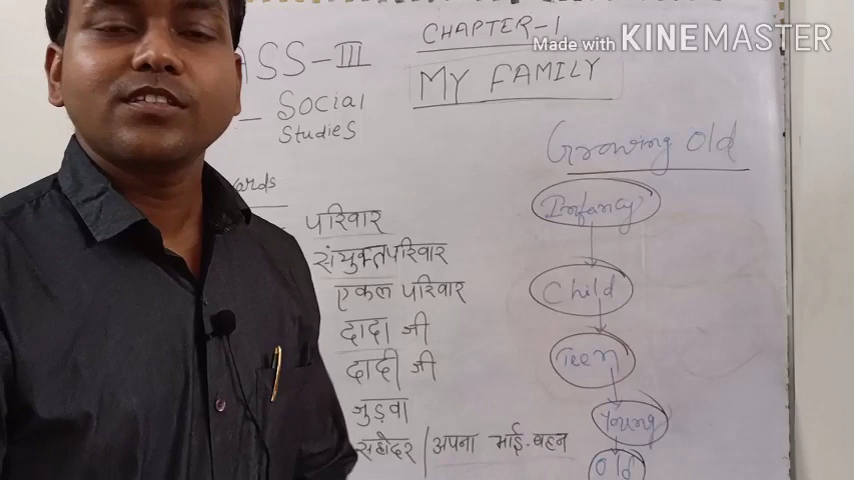 CHAPTER-1
Made with KINEMASTER
ASS-III
MY FAMILY
- Social
Studies
Growing Old
ards
Infancy
परिवार
संयुक्तपरिवार
एकल परिवार
Child
दादा जी
Teen
दादी जी
जुड़वा
Young
सहोदर / अपना भाई-बहन
Old